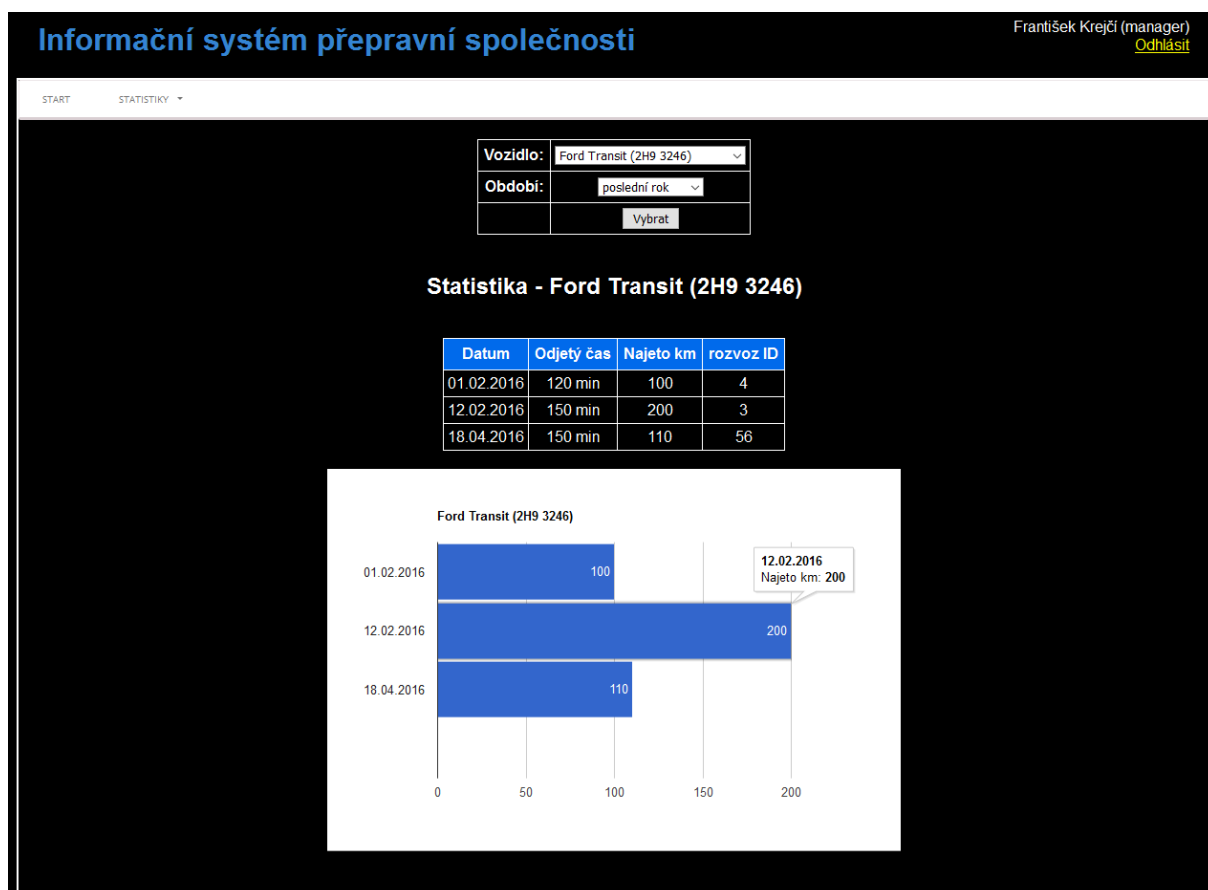 Informační systém přepravní společnosti
František Krejčí (manager)
Odhlásit
START STATISTIKY
Vozidlo: Ford Transit (2H9 3246)
Období: poslední rok
Vybrat
Statistika - Ford Transit (2H9 3246)
Datum Odjetý čas Najeto km rozvoz ID
01.02.2016 120 min 100 4
12.02.2016 150 min 200 3
18.04.2016 150 min 110 56
Ford Transit (2H9 3246)
12.02.2016
Najeto km: 200
01.02.2016 100
12.02.2016 200
18.04.2016 110
0 50 100 150 200